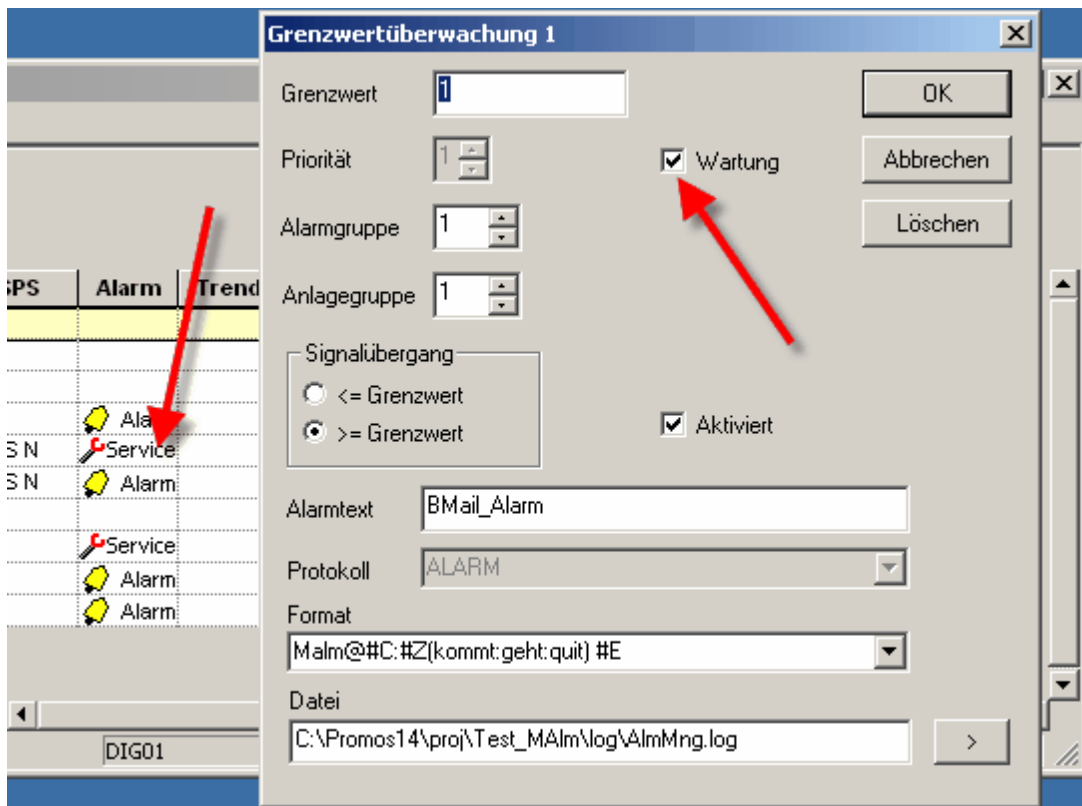 Grenzwertüberwachung 1
Grenzwert 1 OK
Priorität 1 Wartung Abbrechen
Alarmgruppe 1 Löschen
Anlagegruppe 1
Signalübergang
<= Grenzwert
>= Grenzwert Aktiviert
Alarmtext BMail_Alarm
Protokoll ALARM
Format
Malm@#C:#Z(kommt:geht:quit) #E
Datei
C:\Promos14\proj\Test_MAlm\log\AlmMng.log >
SPS Alarm Trend
Alarm
S N Service
S N Alarm
Service
Alarm
Alarm
DIG01